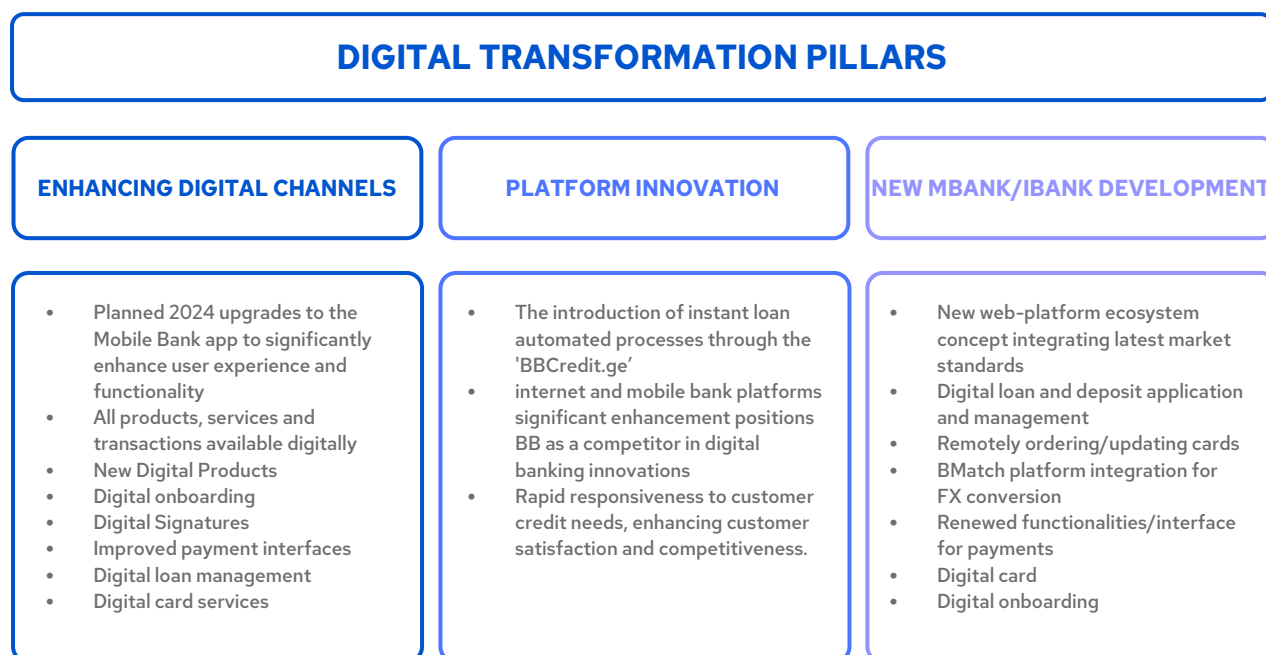 DIGITAL TRANSFORMATION PILLARS
ENHANCING DIGITAL CHANNELS
• Planned 2024 upgrades to the
Mobile Bank app to significantly
enhance user experience and
functionality
• All products, services and
transactions available digitally
• New Digital Products
• Digital onboarding
• Digital Signatures
• Improved payment interfaces
• Digital loan management
• Digital card services
PLATFORM INNOVATION
• The introduction of instant loan
automated processes through the
'BBCredit.ge’
• internet and mobile bank platforms
significant enhancement positions
BB as a competitor in digital
banking innovations
• Rapid responsiveness to customer
credit needs, enhancing customer
satisfaction and competitiveness.
NEW MBANK/IBANK DEVELOPMENT
• New web-platform ecosystem
concept integrating latest market
standards
• Digital loan and deposit application
and management
• Remotely ordering/updating cards
• BMatch platform integration for
FX conversion
• Renewed functionalities/interface
for payments
• Digital card
• Digital onboarding